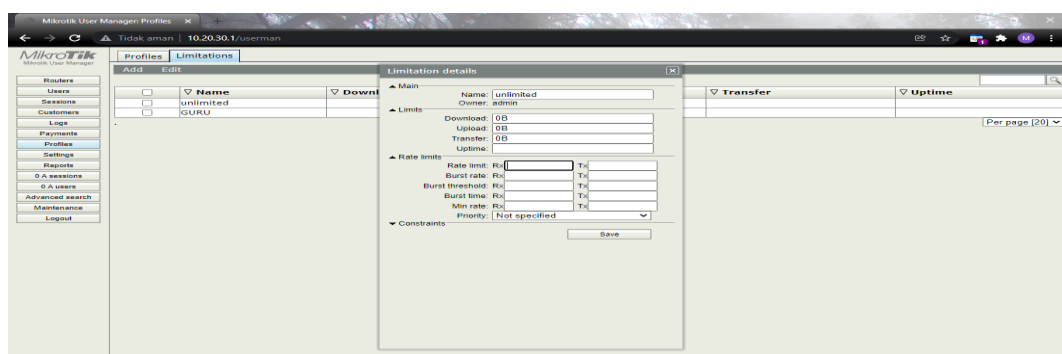 Mikrotik User Manager: Profiles
Tidak aman | 10.20.30.1/userman
M
MikroTik
Mikrotik User Manager
Profiles Limitations
Add Edit
Routers
Users
Sessions
Customers
Logs
Payments
Profiles
Settings
Reports
0 A sessions
0 A users
Advanced search
Maintenance
Logout
Name Downl Transfer Uptime
unlimited
GURU
Per page [20]
Limitation details
Main
Name: unlimited
Owner: admin
Limits
Download: 0B
Upload: 0B
Transfer: 0B
Uptime:
Rate limits
Rate limit: Rx Tx
Burst rate: Rx Tx
Burst threshold: Rx Tx
Burst time: Rx Tx
Min rate: Rx Tx
Priority: Not specified
Constraints
Save